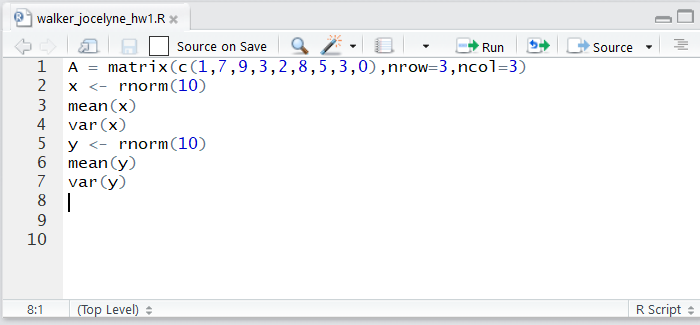 walker_jocelyne_hw1.R
Source on Save Run Source
1 A = matrix(c(1,7,9,3,2,8,5,3,0),nrow=3,ncol=3)
2 x <- rnorm(10)
3 mean(x)
4 var(x)
5 y <- rnorm(10)
6 mean(y)
7 var(y)
8
9
10
8:1 (Top Level) R Script